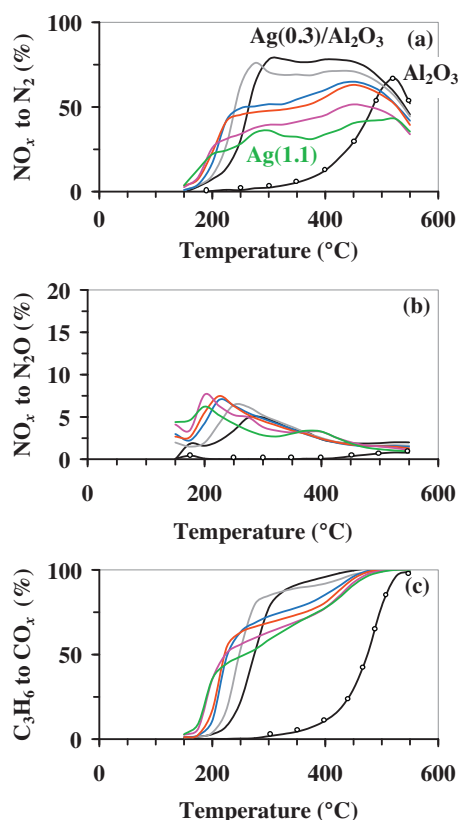 100
75
50
25
0
NOx to N2 (%)
Ag(0.3)/Al2O3
(a)
Al2O3
Ag(1.1)
0 200 400 600
Temperature (°C)
20
15
10
5
0
NOx to N2O (%)
(b)
0 200 400 600
Temperature (°C)
100
50
0
C3H6 to COx (%)
(c)
0 200 400 600
Temperature (°C)